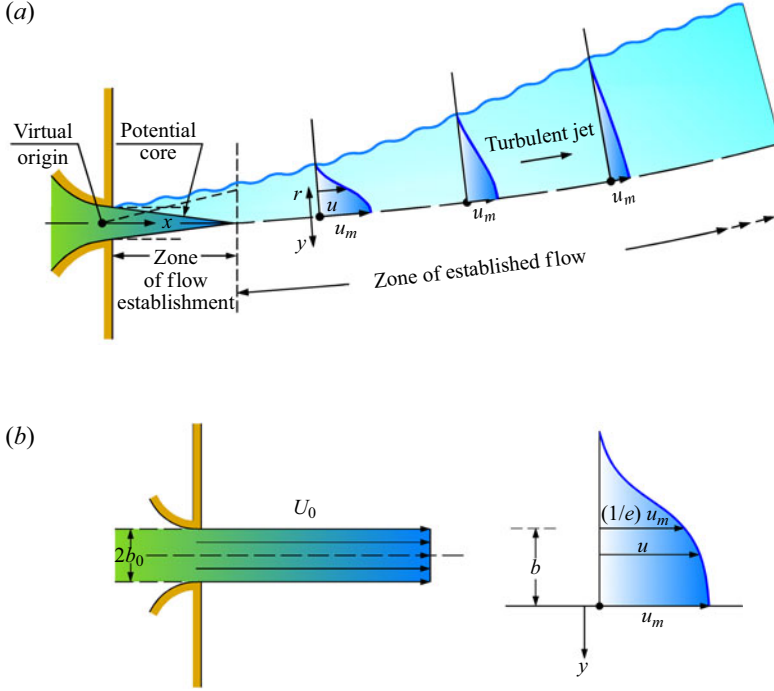 (a)
Virtual
origin
Potential
core
x
Zone
of flow
establishment
r
u
u_m
y
u_m
Turbulent jet
u_m
Zone of established flow
(b)
U_0
2b_0
(1/e) u_m
b
u
u_m
y